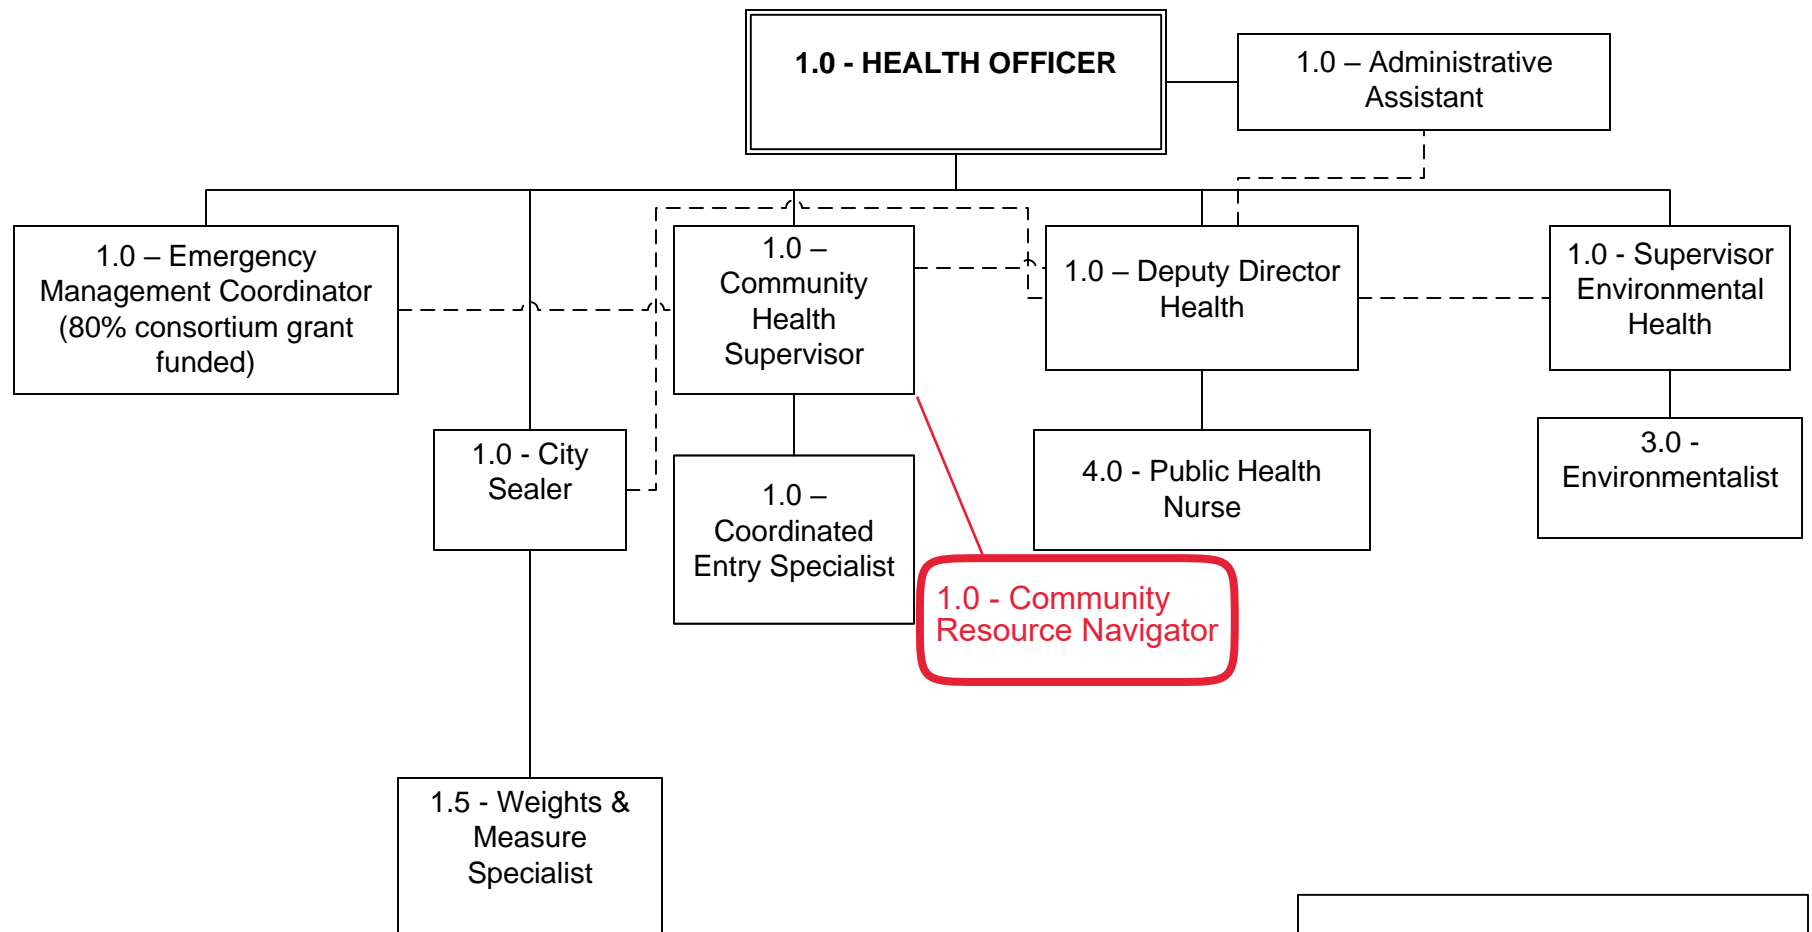 1.0 - HEALTH OFFICER
1.0 – Administrative
Assistant
1.0 – Emergency
Management Coordinator
(80% consortium grant
funded)
1.0 –
Community
Health
Supervisor
1.0 – Deputy Director
Health
1.0 - Supervisor
Environmental
Health
1.0 - City
Sealer
1.0 –
Coordinated
Entry Specialist
4.0 - Public Health
Nurse
3.0 -
Environmentalist
1.0 - Community
Resource Navigator
1.5 - Weights &
Measure
Specialist